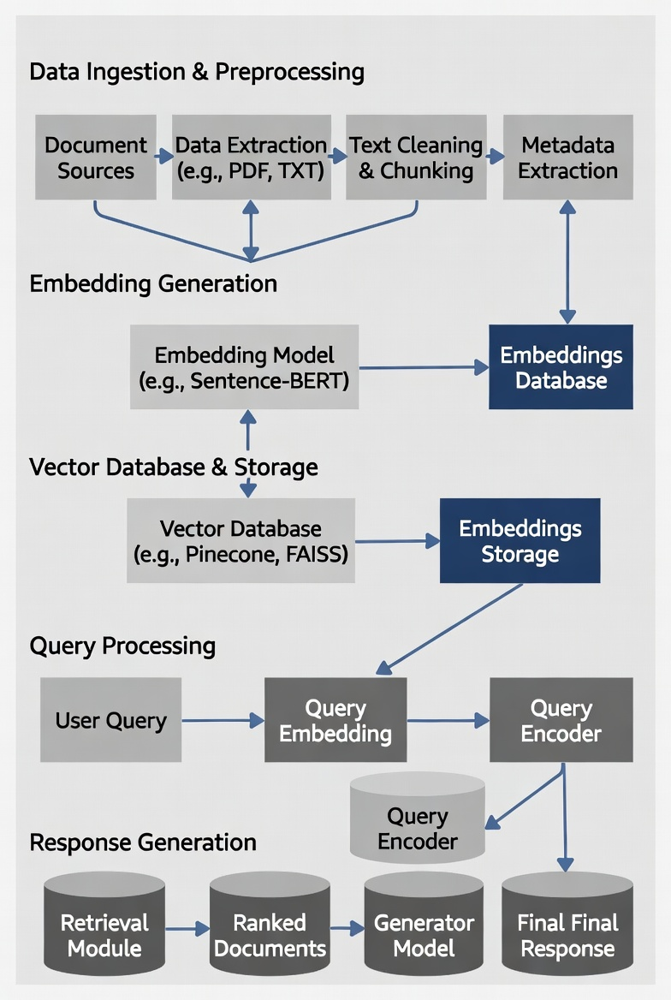 Data Ingestion & Preprocessing
Document
Sources
Data Extraction
(e.g., PDF, TXT)
Text Cleaning
& Chunking
Metadada
Extraction
Embedding Generation
Embedding Model
(e.g., Sentence-BERT)
Embeddings
Database
Vector Database & Storage
Vector Database
(e.g., Pinecone, FAISS)
Embeddings
Storage
Query Processing
User Query
Query
Embedding
Query
Encoder
Query
Encoder
Response Generation
Retrieval
Module
Ranked
Documents
Generator
Model
Final Final
Response